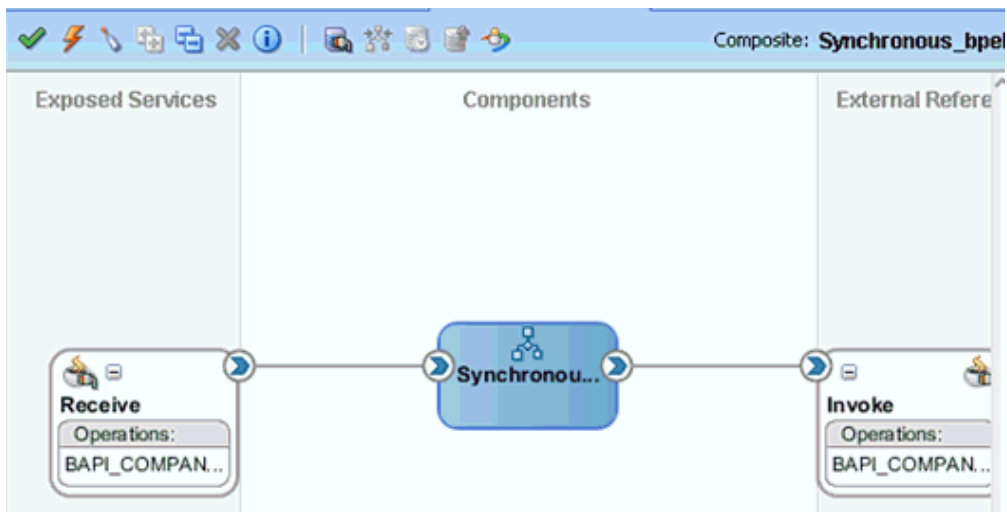 Composite: Synchronous_bpel
Exposed Services
Components
External Refere
Synchronou...
Receive
Operations:
BAPI_COMPAN...
Invoke
Operations:
BAPI_COMPAN...